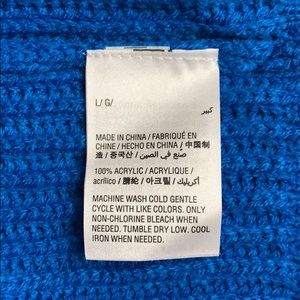 L/ G/
كبير
MADE IN CHINA / FABRIQUÉ EN
CHINE / HECHO EN CHINA / 中国制
造 / 중국산 / صنع في الصين
100% ACRYLIC / ACRYLIQUE /
acrílico / 腈纶 / 아크릴 / أكريليك
MACHINE WASH COLD GENTLE
CYCLE WITH LIKE COLORS. ONLY
NON-CHLORINE BLEACH WHEN
NEEDED. TUMBLE DRY LOW. COOL
IRON WHEN NEEDED.